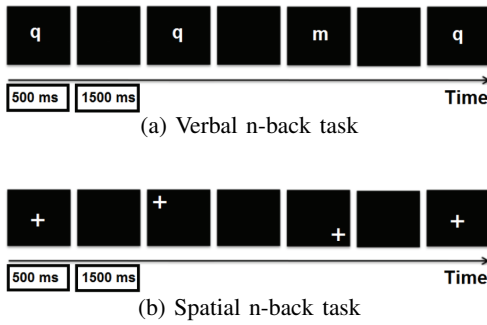 q q m q
500 ms 1500 ms Time
(a) Verbal n-back task
+ + + +
500 ms 1500 ms Time
(b) Spatial n-back task